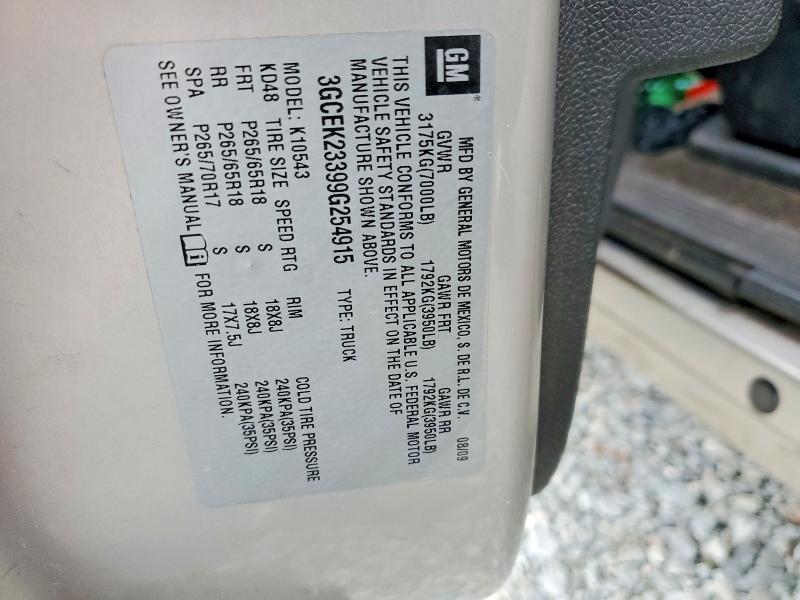 GM
MFD BY GENERAL MOTORS DE MEXICO, S. DE R.L. DE C.V. 08/09
GVWR GAWR FRT GAWR RR
3175KG(7000LB) 1792KG(3950LB) 1792KG(3950LB)
THIS VEHICLE CONFORMS TO ALL APPLICABLE U.S. FEDERAL MOTOR
VEHICLE SAFETY STANDARDS IN EFFECT ON THE DATE OF
MANUFACTURE SHOWN ABOVE.
3GCEK23399G254915 TYPE: TRUCK
MODEL: K10543
KD48 TIRE SIZE SPEED RTG RIM COLD TIRE PRESSURE
FRT P265/65R18 S 18X8J 240KPA(35PSI)
RR P265/65R18 S 18X8J 240KPA(35PSI)
SPA P265/70R17 S 17X7.5J 240KPA(35PSI)
SEE OWNER'S MANUAL FOR MORE INFORMATION.